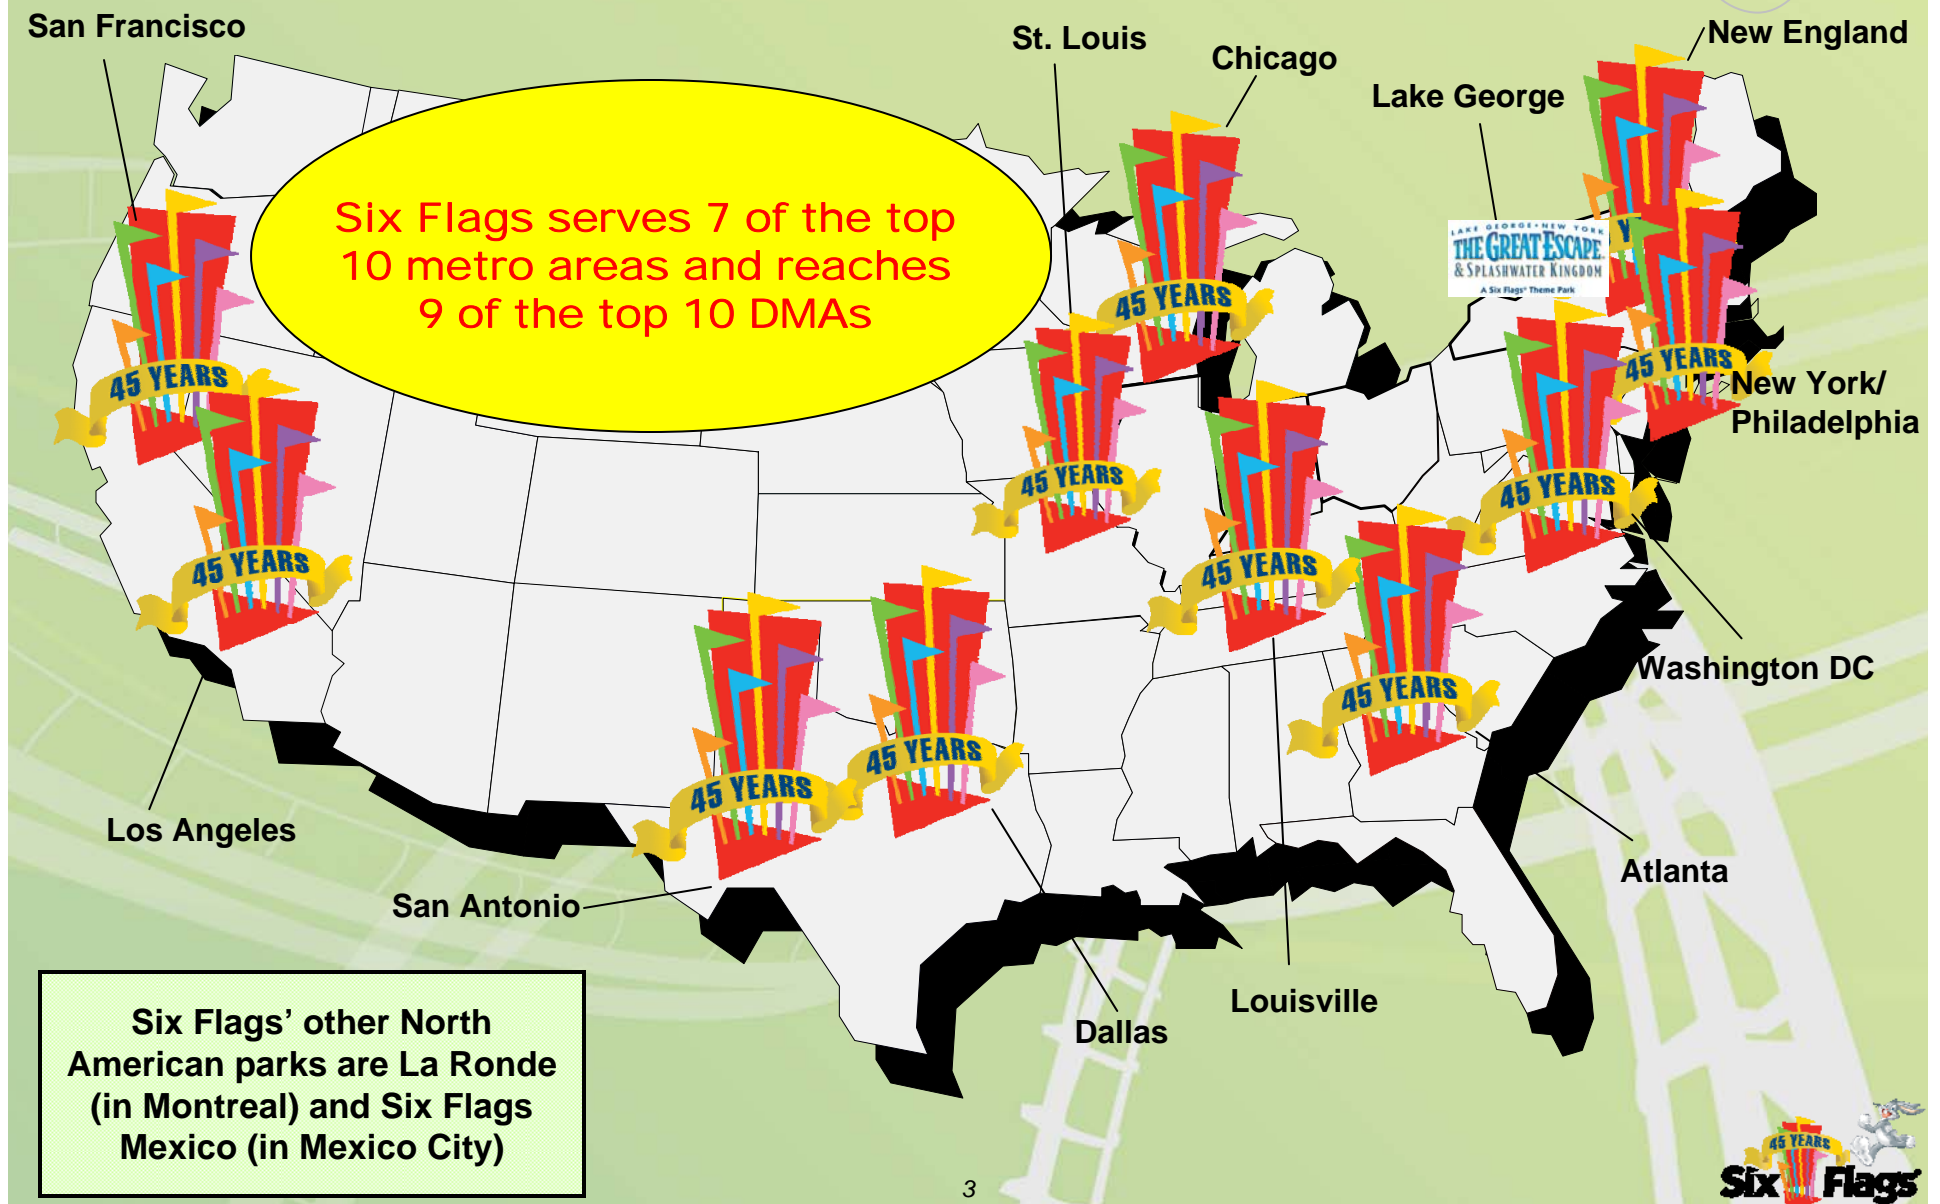 San Francisco
St. Louis
Chicago
New England
Lake George
Six Flags serves 7 of the top
10 metro areas and reaches
9 of the top 10 DMAs
LAKE GEORGE • NEW YORK
THE GREAT ESCAPE
& SPLASHWATER KINGDOM
A Six Flags® Theme Park
45 YEARS
45 YEARS
45 YEARS
New York/
Philadelphia
45 YEARS
45 YEARS
45 YEARS
45 YEARS
45 YEARS
Washington DC
45 YEARS
45 YEARS
Los Angeles
San Antonio
Atlanta
Louisville
Dallas
Six Flags’ other North
American parks are La Ronde
(in Montreal) and Six Flags
Mexico (in Mexico City)
3
45 YEARS
Six Flags